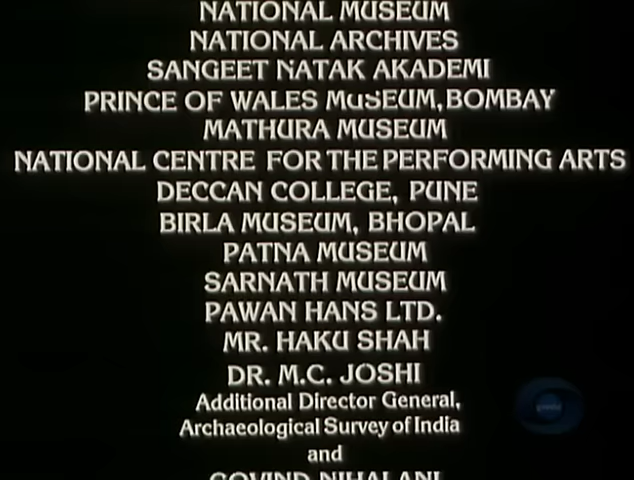 NATIONAL MUSEUM
NATIONAL ARCHIVES
SANGEET NATAK AKADEMI
PRINCE OF WALES MUSEUM, BOMBAY
MATHURA MUSEUM
NATIONAL CENTRE FOR THE PERFORMING ARTS
DECCAN COLLEGE, PUNE
BIRLA MUSEUM, BHOPAL
PATNA MUSEUM
SARNATH MUSEUM
PAWAN HANS LTD.
MR. HAKU SHAH
DR. M.C. JOSHI
Additional Director General,
Archaeological Survey of India
and
GOVIND NIHALANI